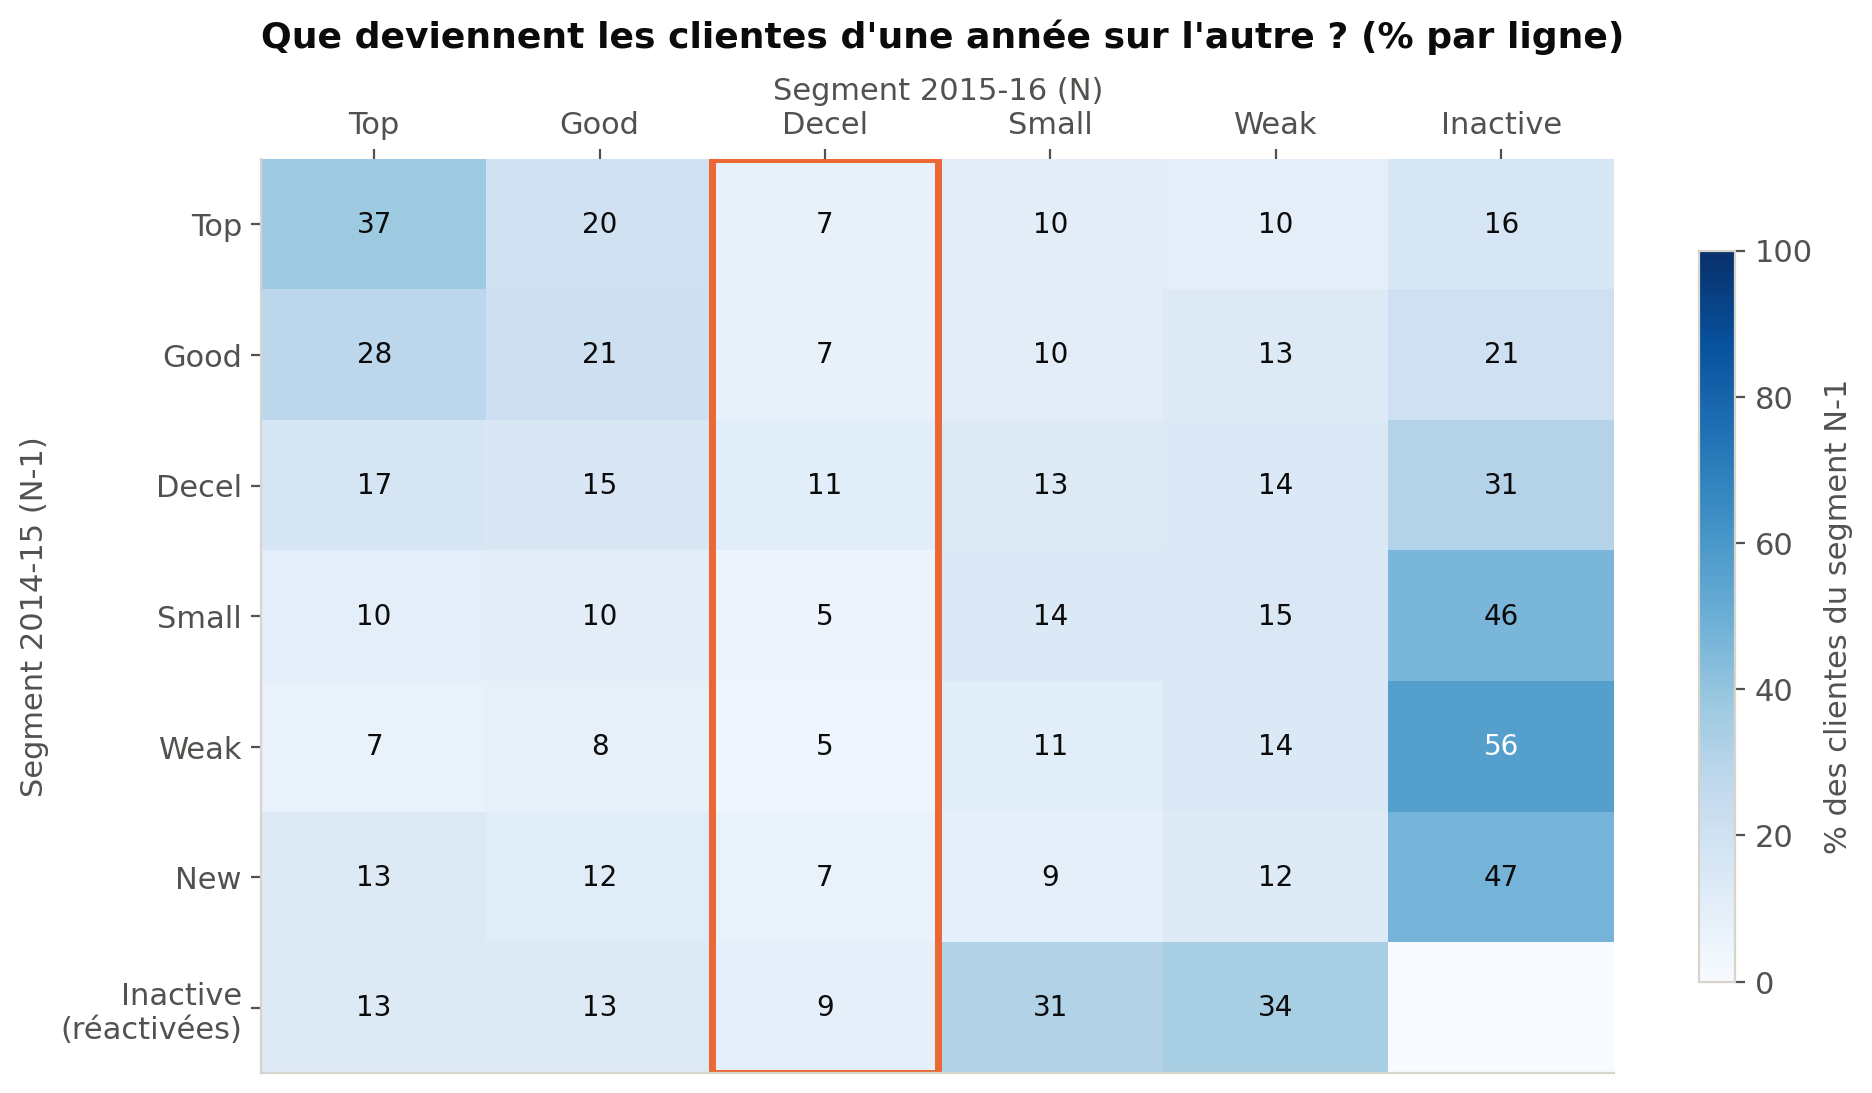 Que deviennent les clientes d'une année sur l'autre ? (% par ligne)
Segment 2015-16 (N)
Top Good Decel Small Weak Inactive
Segment 2014-15 (N-1)
Top 37 20 7 10 10 16
Good 28 21 7 10 13 21
Decel 17 15 11 13 14 31
Small 10 10 5 14 15 46
Weak 7 8 5 11 14 56
New 13 12 7 9 12 47
Inactive
(réactivées) 13 13 9 31 34
100
80
60
40
20
0
% des clientes du segment N-1